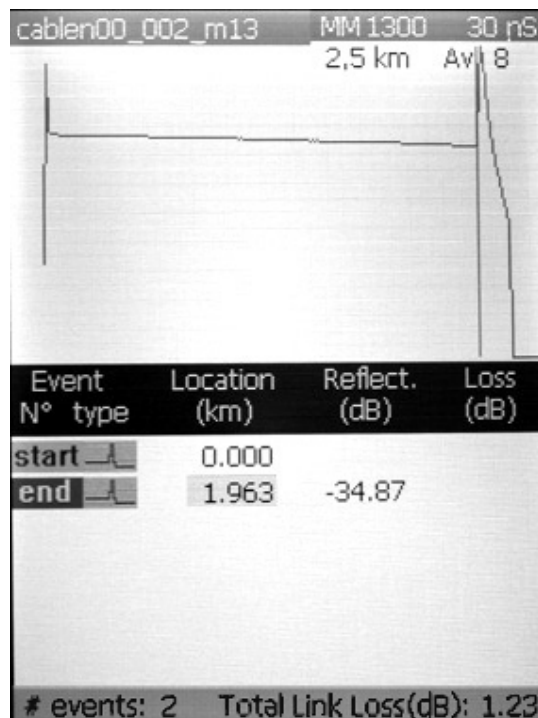 cablen00_002_m13 MM 1300 30 nS
2,5 km Av 8
Event Location Reflect. Loss
N° type (km) (dB) (dB)
start 0.000
end 1.963 -34.87
# events: 2 Total Link Loss(dB): 1.23